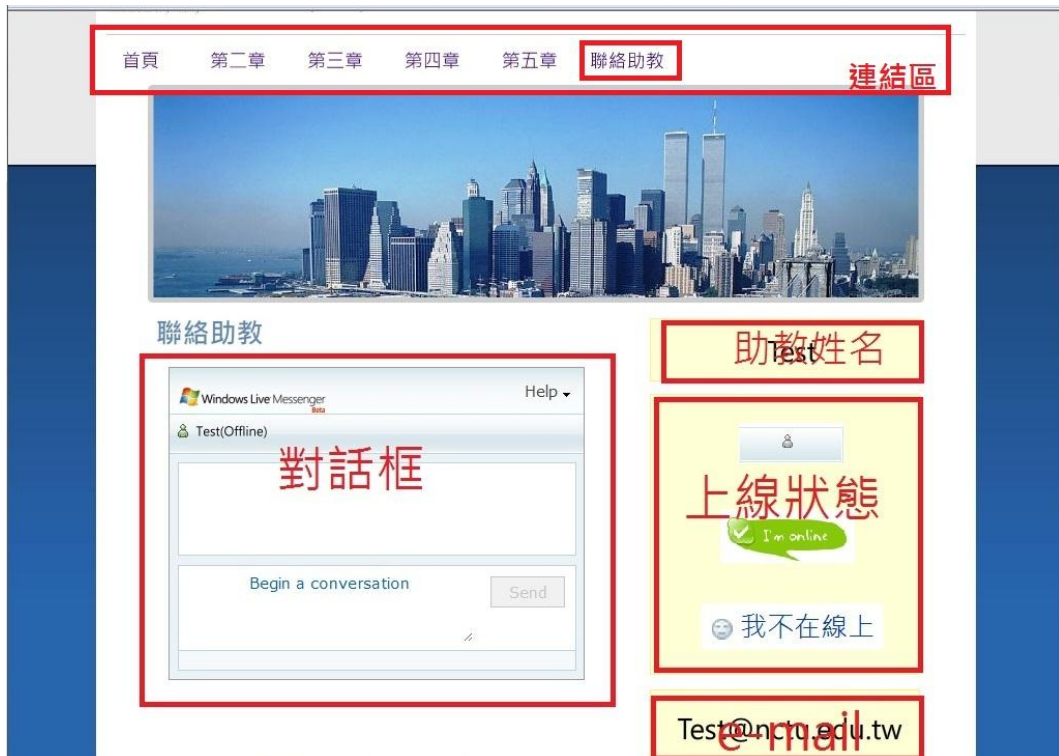 首頁 第二章 第三章 第四章 第五章 聯絡助教
連結區
聯絡助教
Windows Live Messenger
Beta
Help
Test(Offline)
對話框
Begin a conversation
Send
助教姓名
Test
上線狀態
I'm online
我不在線上
Test@nctu.edu.tw
e-mail